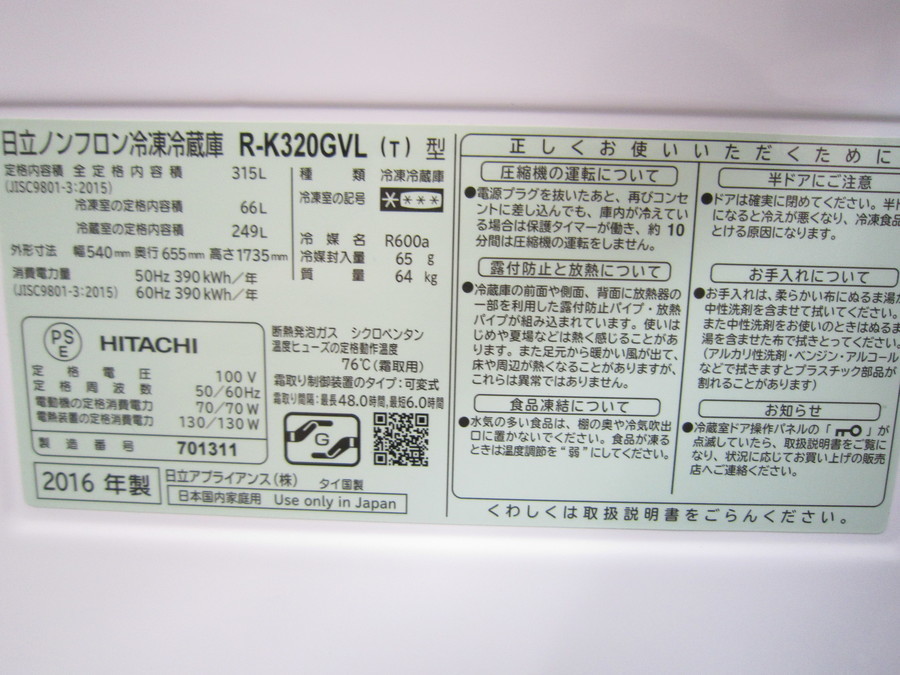 日立ノンフロン冷凍冷蔵庫 R-K320GVL (T) 型
定格内容積 全定格内容積 315L
(JISC9801-3:2015)
冷凍室の定格内容積 66L
冷蔵室の定格内容積 249L
外形寸法 幅540mm 奥行655mm 高さ1735mm
消費電力量 50Hz 390kWh/年
(JISC9801-3:2015) 60Hz 390kWh/年
種類 冷凍冷蔵庫
冷凍室の記号
冷媒名 R600a
冷媒封入量 65 g
質量 64 kg
PS
E
HITACHI
定格電圧 100V
定格周波数 50/60Hz
電動機の定格消費電力 70/70W
電熱装置の定格消費電力 130/130W
製造番号 701311
断熱発泡ガス シクロペンタン
温度ヒューズの定格動作温度
76℃(霜取用)
霜取り制御装置のタイプ:可変式
霜取り間隔:最長48.0時間、最短6.0時間
G
2016 年製
日立アプライアンス(株) タイ国製
日本国内家庭用 Use only in Japan
正しくお使いいただくために
圧縮機の運転について
●電源プラグを抜いたあと、再びコンセ
ントに差し込んでも、庫内が冷えてい
る場合は保護タイマーが働き、約10
分間は圧縮機の運転をしません。
露付防止と放熱について
●冷蔵庫の前面や側面、背面に放熱器の
一部を利用した露付防止パイプ・放熱
パイプが組み込まれています。使いは
じめや夏場などは熱く感じることがあ
ります。また足元から暖かい風が出て、
床や周辺が熱くなることがありますが、
これらは異常ではありません。
食品凍結について
●水気の多い食品は、棚の奥や冷気吹出
口に置かないでください。食品が凍ると
きは温度調節を“弱”にしてください。
半ドアにご注意
●ドアは確実に閉めてください。半ド
になると冷えが悪くなり、冷凍食品
とける原因になります。
お手入れについて
●お手入れは、柔らかい布にぬるま湯か
中性洗剤を含ませて拭いてください。
また中性洗剤をお使いのときはぬるま
湯を含ませた布で拭きとってください。
(アルカリ性洗剤・ベンジン・アルコール
などで拭きますとプラスチック部品が
割れることがあります)
お知らせ
●冷蔵室ドア操作パネルの「 」が
点滅していたら、取扱説明書をご覧に
なり、状況に応じてお買い上げの販売
店へご連絡ください。
くわしくは取扱説明書をごらんください。